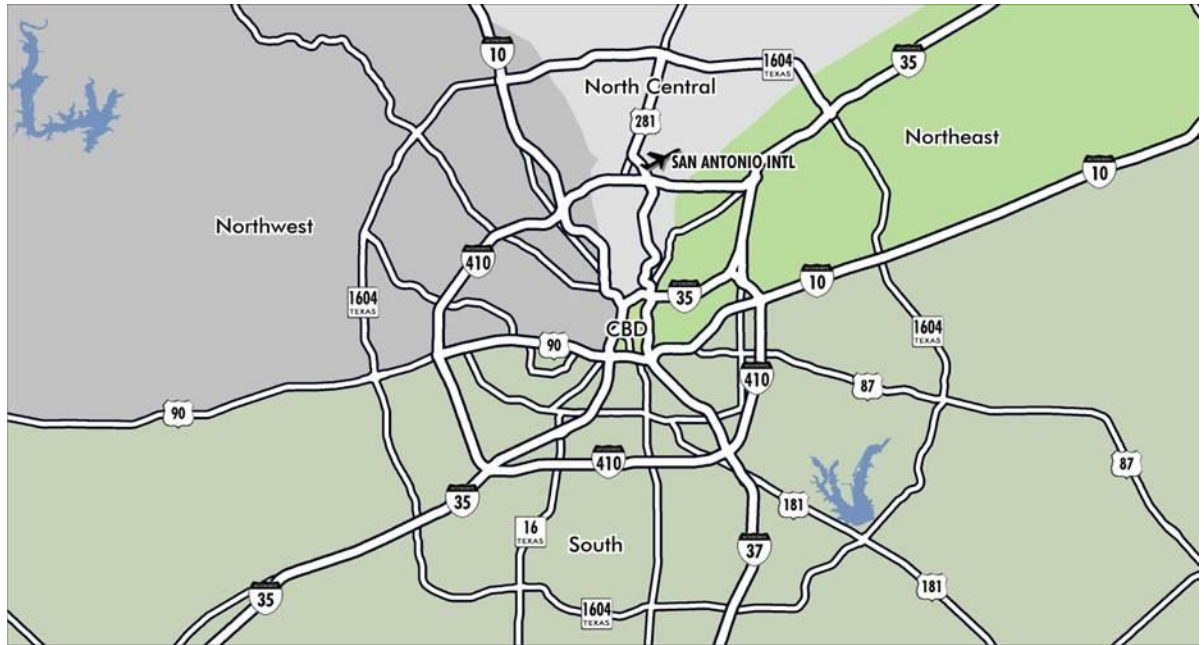 10
35
1604
TEXAS
North Central
281
Northeast
SAN ANTONIO INTL
10
Northwest
410
10
35
1604
TEXAS
CBD
1604
TEXAS
90
410
87
90
410
87
35
181
16
TEXAS
South
37
181
35
1604
TEXAS